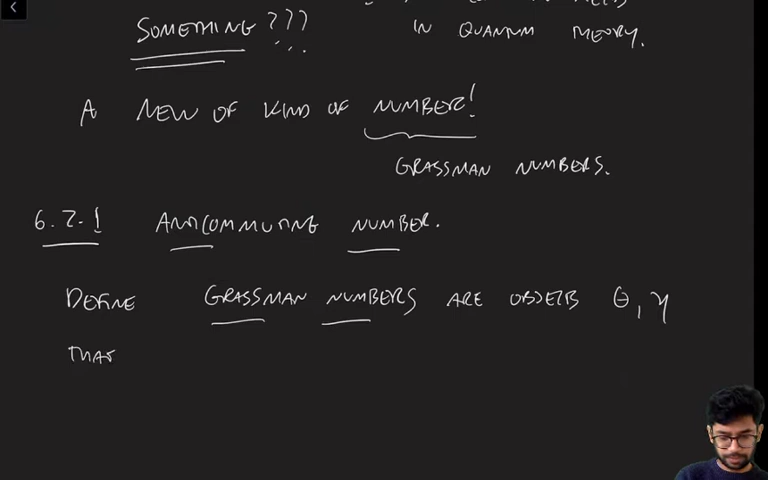 SOMETHING ???
IN QUANTUM THEORY.
A NEW OF KIND OF NUMBER!
GRASSMAN NUMBERS.
6.2.1 ANTICOMMUTING NUMBER.
DEFINE GRASSMAN NUMBERS ARE OBJECTS θ, η
THAT